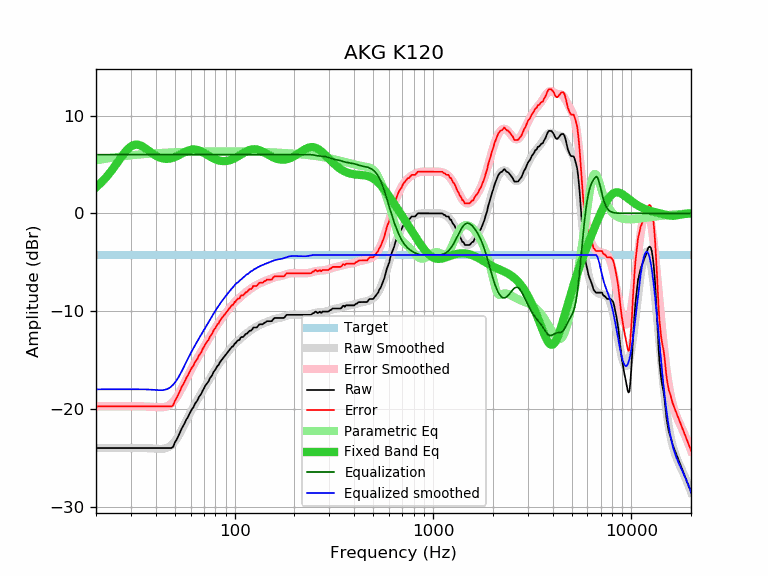 AKG K120
Amplitude (dBr)
10
0
−10
−20
−30
Target
Raw Smoothed
Error Smoothed
Raw
Error
Parametric Eq
Fixed Band Eq
Equalization
Equalized smoothed
100
1000
10000
Frequency (Hz)